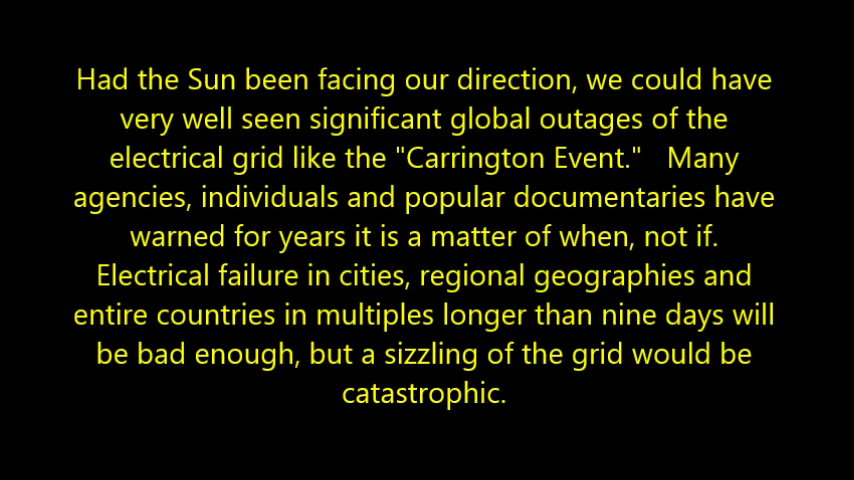 Had the Sun been facing our direction, we could have
very well seen significant global outages of the
electrical grid like the "Carrington Event."   Many
agencies, individuals and popular documentaries have
warned for years it is a matter of when, not if.
Electrical failure in cities, regional geographies and
entire countries in multiples longer than nine days will
be bad enough, but a sizzling of the grid would be
catastrophic.